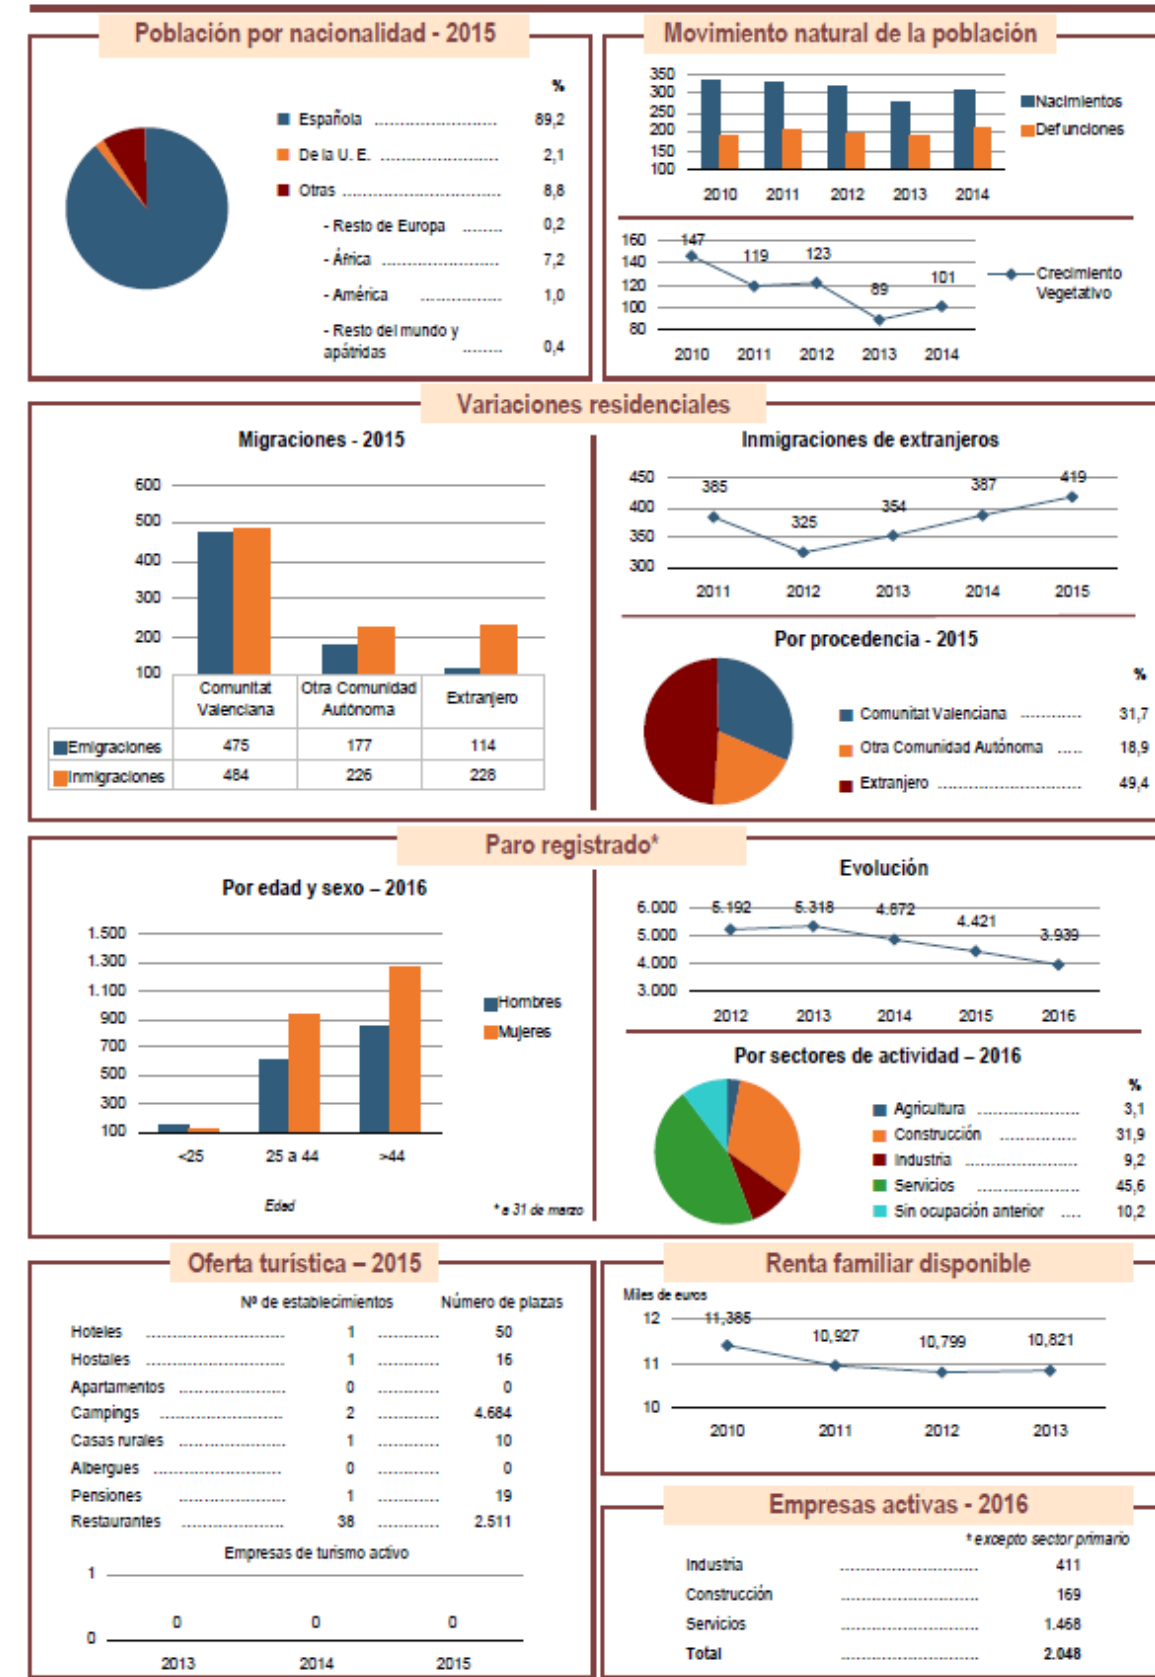 Población por nacionalidad - 2015
%
Española 89,2
De la U. E. 2,1
Otras 8,8
- Resto de Europa 0,2
- África 7,2
- América 1,0
- Resto del mundo y
apátridas 0,4
Movimiento natural de la población
350
300
250
200
150
100
2010 2011 2012 2013 2014
Nacimientos
Defunciones
160
140
120
100
80
147 119 123 89 101
2010 2011 2012 2013 2014
Crecimiento
Vegetativo
Variaciones residenciales
Migraciones - 2015
600
500
400
300
200
100
Comunitat Valenciana Otra Comunidad Autónoma Extranjero
Emigraciones 475 177 114
Inmigraciones 484 226 228
Inmigraciones de extranjeros
450
400
350
300
385 325 354 387 419
2011 2012 2013 2014 2015
Por procedencia - 2015
%
Comunitat Valenciana 31,7
Otra Comunidad Autónoma 18,9
Extranjero 49,4
Paro registrado*
Por edad y sexo – 2016
1.500
1.300
1.100
900
700
500
300
100
<25 25 a 44 >44
Hombres
Mujeres
Edad
* a 31 de marzo
Evolución
6.000
5.000
4.000
3.000
5.192 5.318 4.872 4.421 3.939
2012 2013 2014 2015 2016
Por sectores de actividad – 2016
%
Agricultura 3,1
Construcción 31,9
Industria 9,2
Servicios 45,6
Sin ocupación anterior 10,2
Oferta turística – 2015
Nº de establecimientos Número de plazas
Hoteles 1 50
Hostales 1 16
Apartamentos 0 0
Campings 2 4.684
Casas rurales 1 10
Albergues 0 0
Pensiones 1 19
Restaurantes 38 2.511
Empresas de turismo activo
1
0
0 0 0
2013 2014 2015
Renta familiar disponible
Miles de euros
12
11
10
11,385 10,927 10,799 10,821
2010 2011 2012 2013
Empresas activas - 2016
* excepto sector primario
Industria 411
Construcción 169
Servicios 1.468
Total 2.048